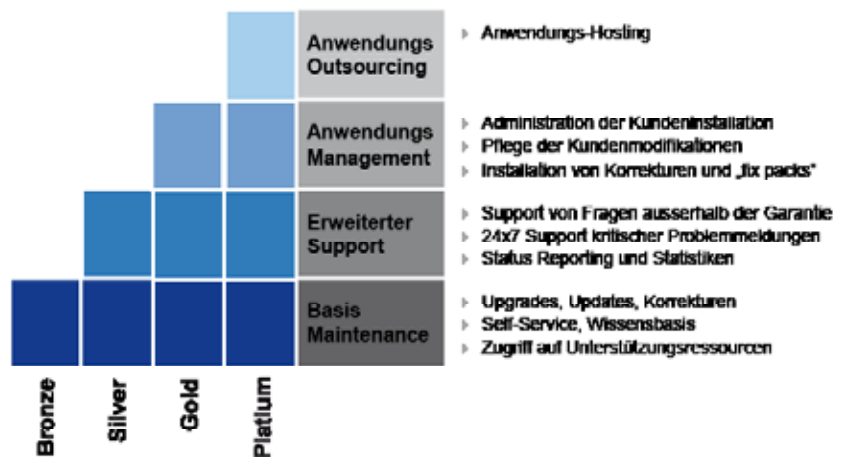 Anwendungs
Outsourcing
Anwendungs-Hosting
Anwendungs
Management
Administration der Kundeninstallation
Pflege der Kundenmodifikationen
Installation von Korrekturen und „fix packs“
Erweiterter
Support
Support von Fragen ausserhalb der Garantie
24x7 Support kritischer Problemmeldungen
Status Reporting und Statistiken
Basis
Maintenance
Upgrades, Updates, Korrekturen
Self-Service, Wissensbasis
Zugriff auf Unterstützungsressourcen
Bronze
Silver
Gold
Platium